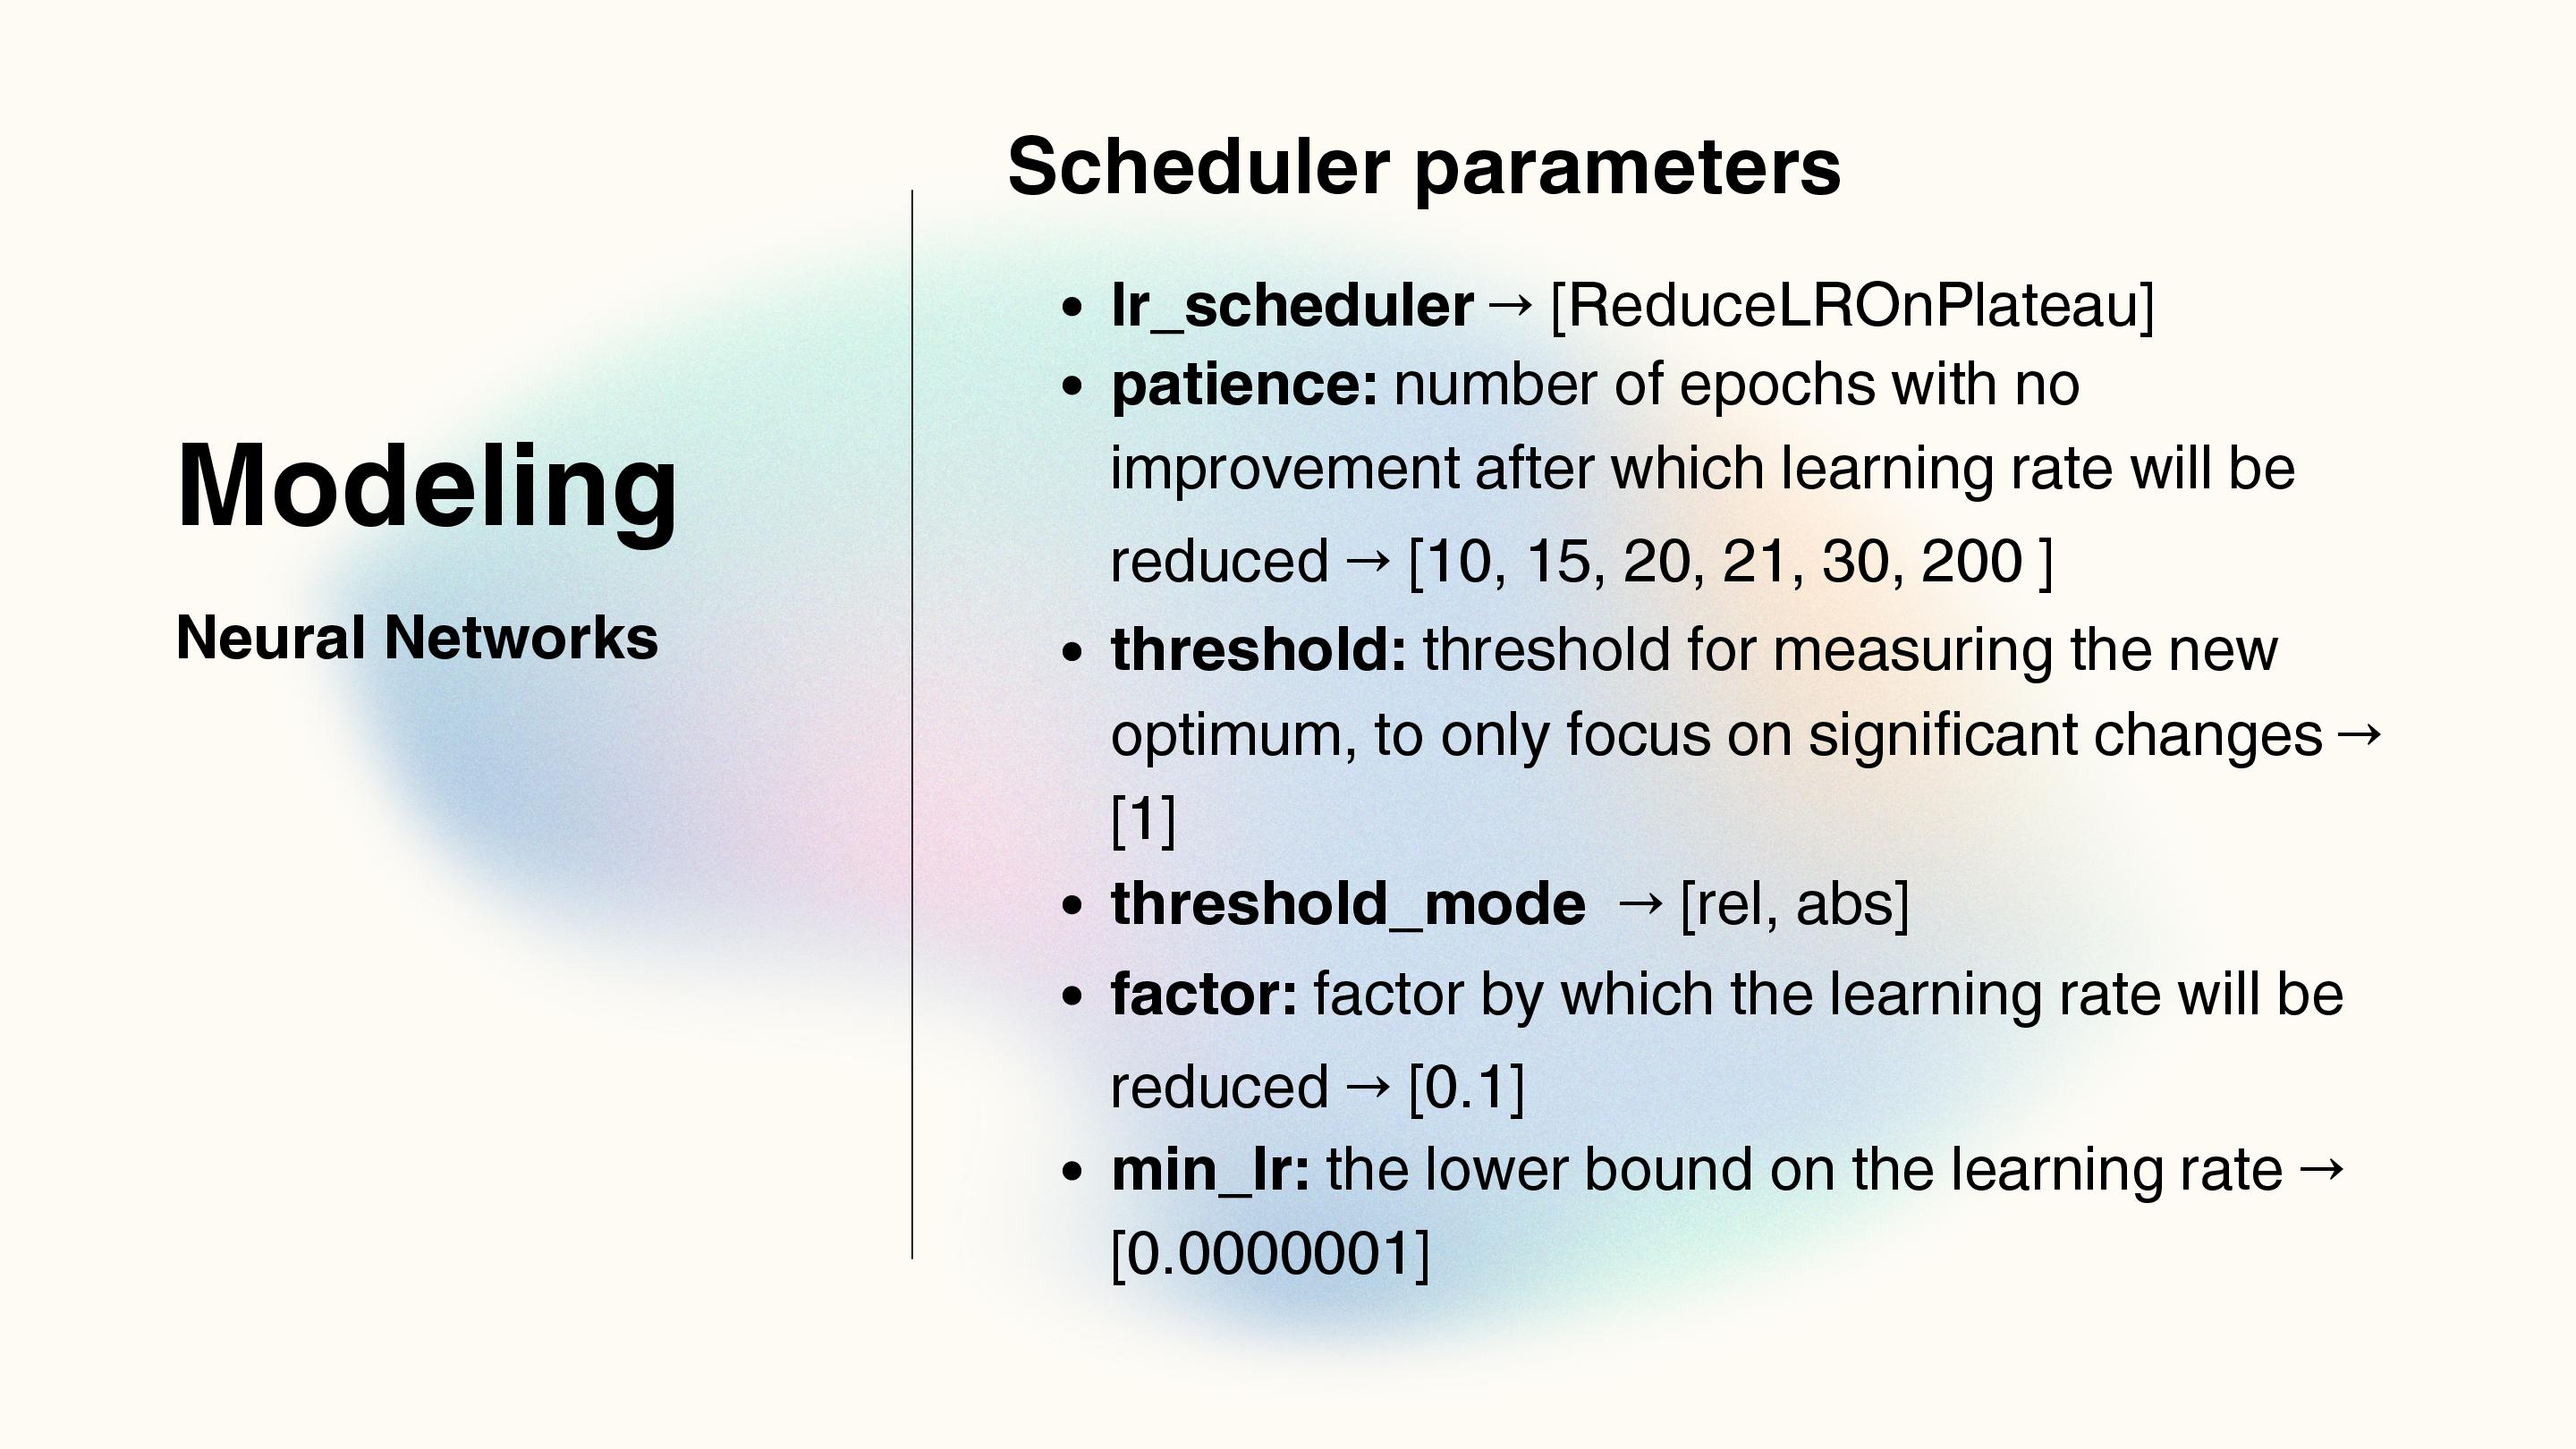 Modeling
Neural Networks
Scheduler parameters
• lr_scheduler → [ReduceLROnPlateau]
• patience: number of epochs with no
improvement after which learning rate will be
reduced → [10, 15, 20, 21, 30, 200 ]
• threshold: threshold for measuring the new
optimum, to only focus on significant changes →
[1]
• threshold_mode → [rel, abs]
• factor: factor by which the learning rate will be
reduced → [0.1]
• min_lr: the lower bound on the learning rate →
[0.0000001]